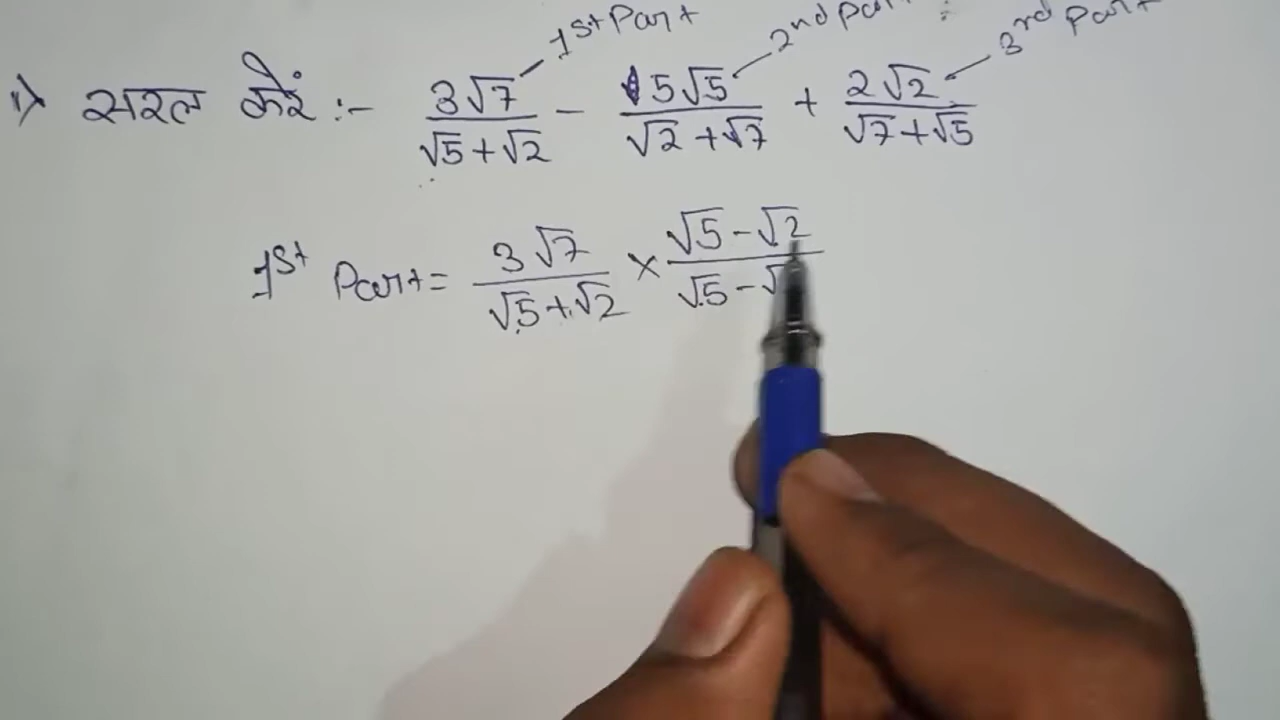 1st Part 2nd Part 3rd Part
1) सरल करें :- 3√7/(√5+√2) - 5√5/(√2+√7) + 2√2/(√7+√5)
1st Part = 3√7/(√5+√2) × (√5-√2)/(√5-√